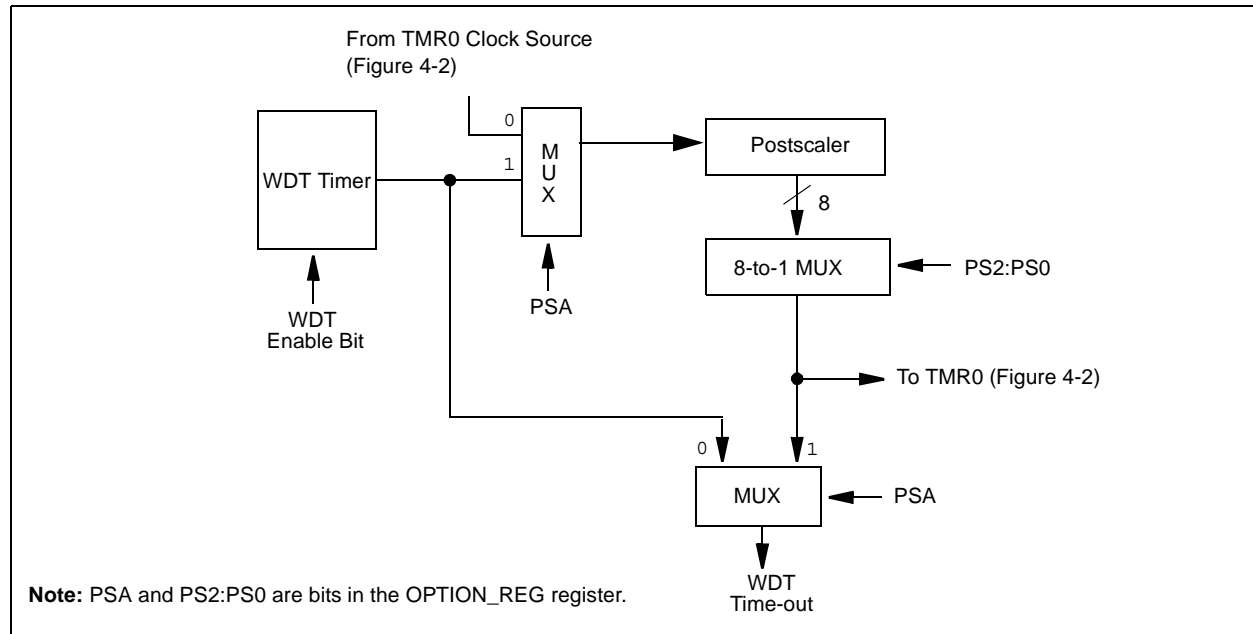 From TMR0 Clock Source
(Figure 4-2)
0
1
M
U
X
Postscaler
WDT Timer
8
8-to-1 MUX
PS2:PS0
PSA
WDT
Enable Bit
To TMR0 (Figure 4-2)
0
1
MUX
PSA
WDT
Time-out
Note: PSA and PS2:PS0 are bits in the OPTION_REG register.